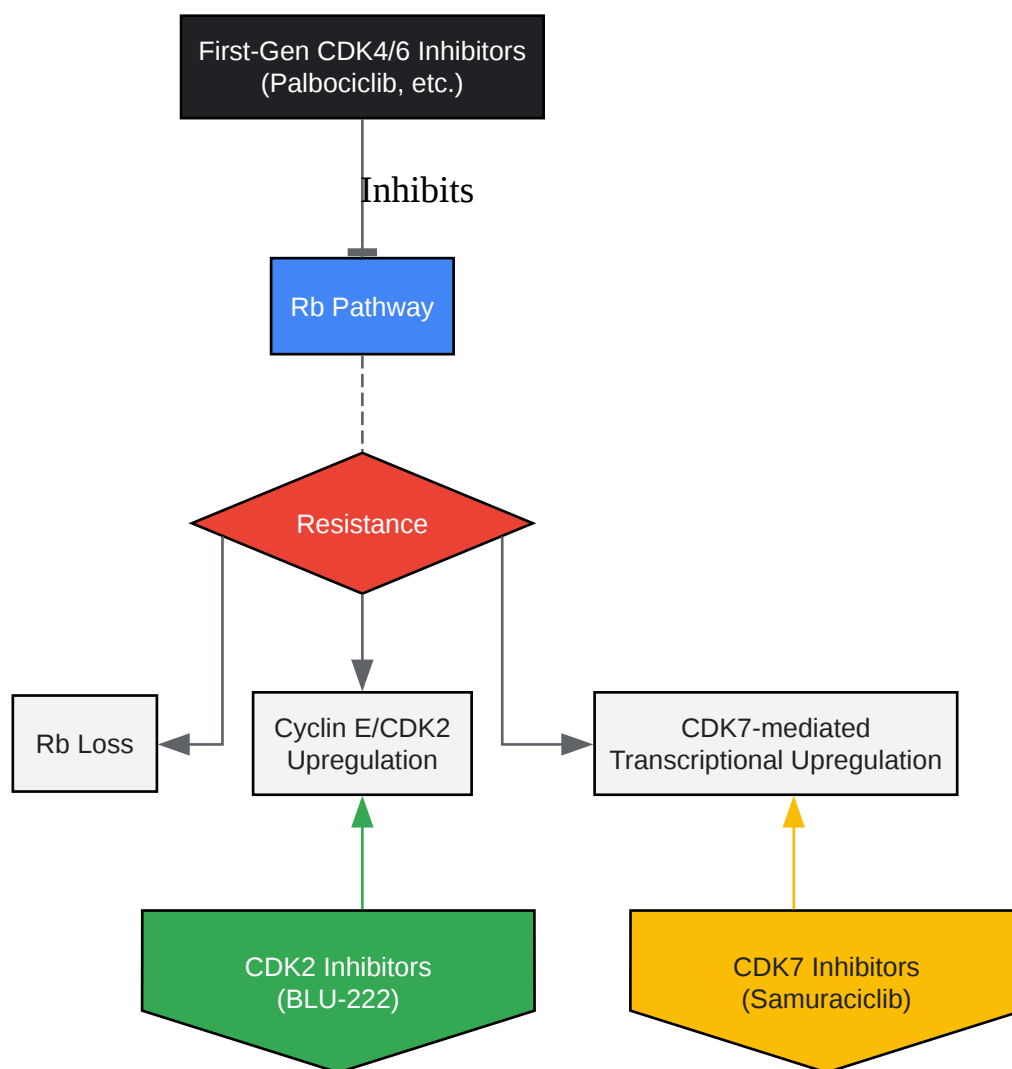 First-Gen CDK4/6 Inhibitors
(Palbociclib, etc.)
Inhibits
Rb Pathway
Resistance
Rb Loss
Cyclin E/CDK2
Upregulation
CDK7-mediated
Transcriptional Upregulation
CDK2 Inhibitors
(BLU-222)
CDK7 Inhibitors
(Samuraciclib)